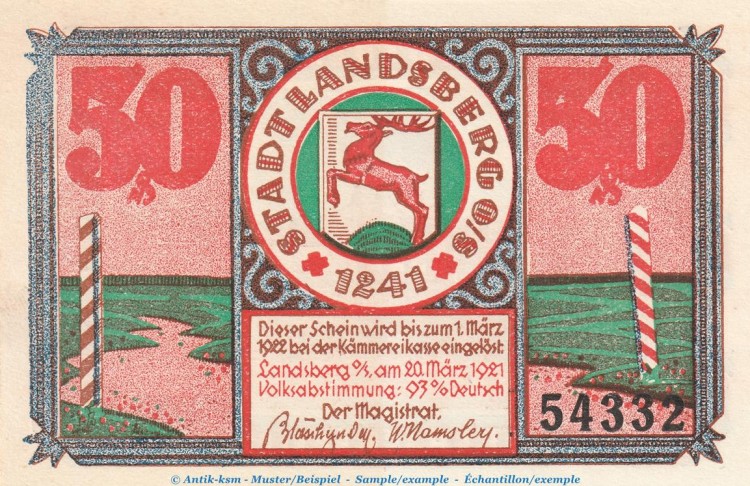 50
50
STADT LANDSBERG O/S
1241
Dieser Schein wird bis zum 1. März
1922 bei der Kämmereikasse eingelöst.
Landsberg o/s, am 20. März 1921
Volksabstimmung: 93 % Deutsch
Der Magistrat.
54332
© Antik-ksm - Muster/Beispiel - Sample/example - Échantillon/exemple